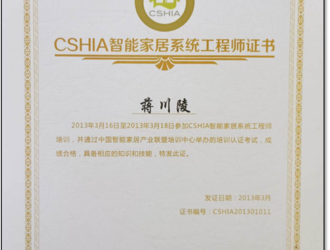 CSHIA
CSHIA智能家居系统工程师证书
蒋川陵
2013年3月16日至2013年3月18日参加CSHIA智能家居系统工程师
培训，并通过中国智能家居产业联盟培训中心举办的培训认证考试，成
绩合格，具备相应的知识和技能，特发此证。
发证日期：2013年3月
证书编号：CSHIA201301011